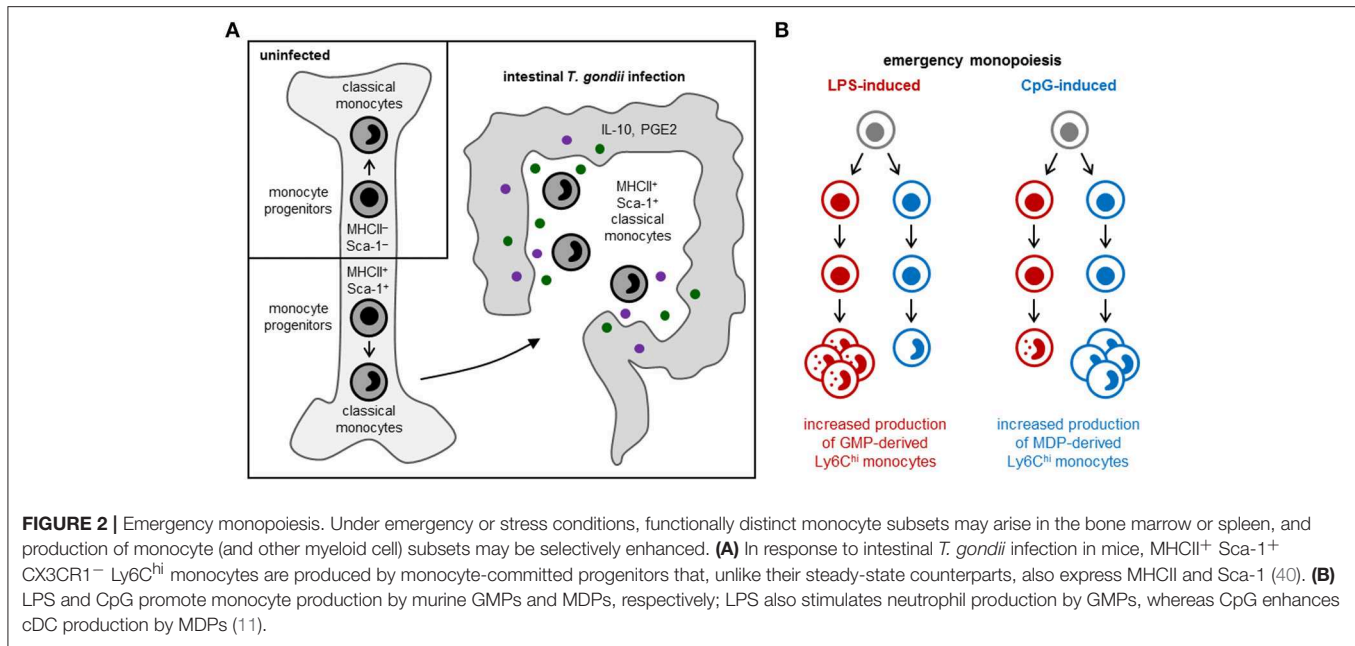 A
uninfected
classical
monocytes
monocyte
progenitors
MHCII⁻
Sca-1⁻
MHCII⁺
Sca-1⁺
monocyte
progenitors
classical
monocytes
intestinal T. gondii infection
IL-10, PGE2
MHCII⁺
Sca-1⁺
classical
monocytes
B
emergency monopoiesis
LPS-induced
CpG-induced
increased production
of GMP-derived
Ly6Cʰⁱ monocytes
increased production
of MDP-derived
Ly6Cʰⁱ monocytes
FIGURE 2 | Emergency monopoiesis. Under emergency or stress conditions, functionally distinct monocyte subsets may arise in the bone marrow or spleen, and
production of monocyte (and other myeloid cell) subsets may be selectively enhanced. (A) In response to intestinal T. gondii infection in mice, MHCII⁺ Sca-1⁺
CX3CR1⁻ Ly6Cʰⁱ monocytes are produced by monocyte-committed progenitors that, unlike their steady-state counterparts, also express MHCII and Sca-1 (40). (B)
LPS and CpG promote monocyte production by murine GMPs and MDPs, respectively; LPS also stimulates neutrophil production by GMPs, whereas CpG enhances
cDC production by MDPs (11).